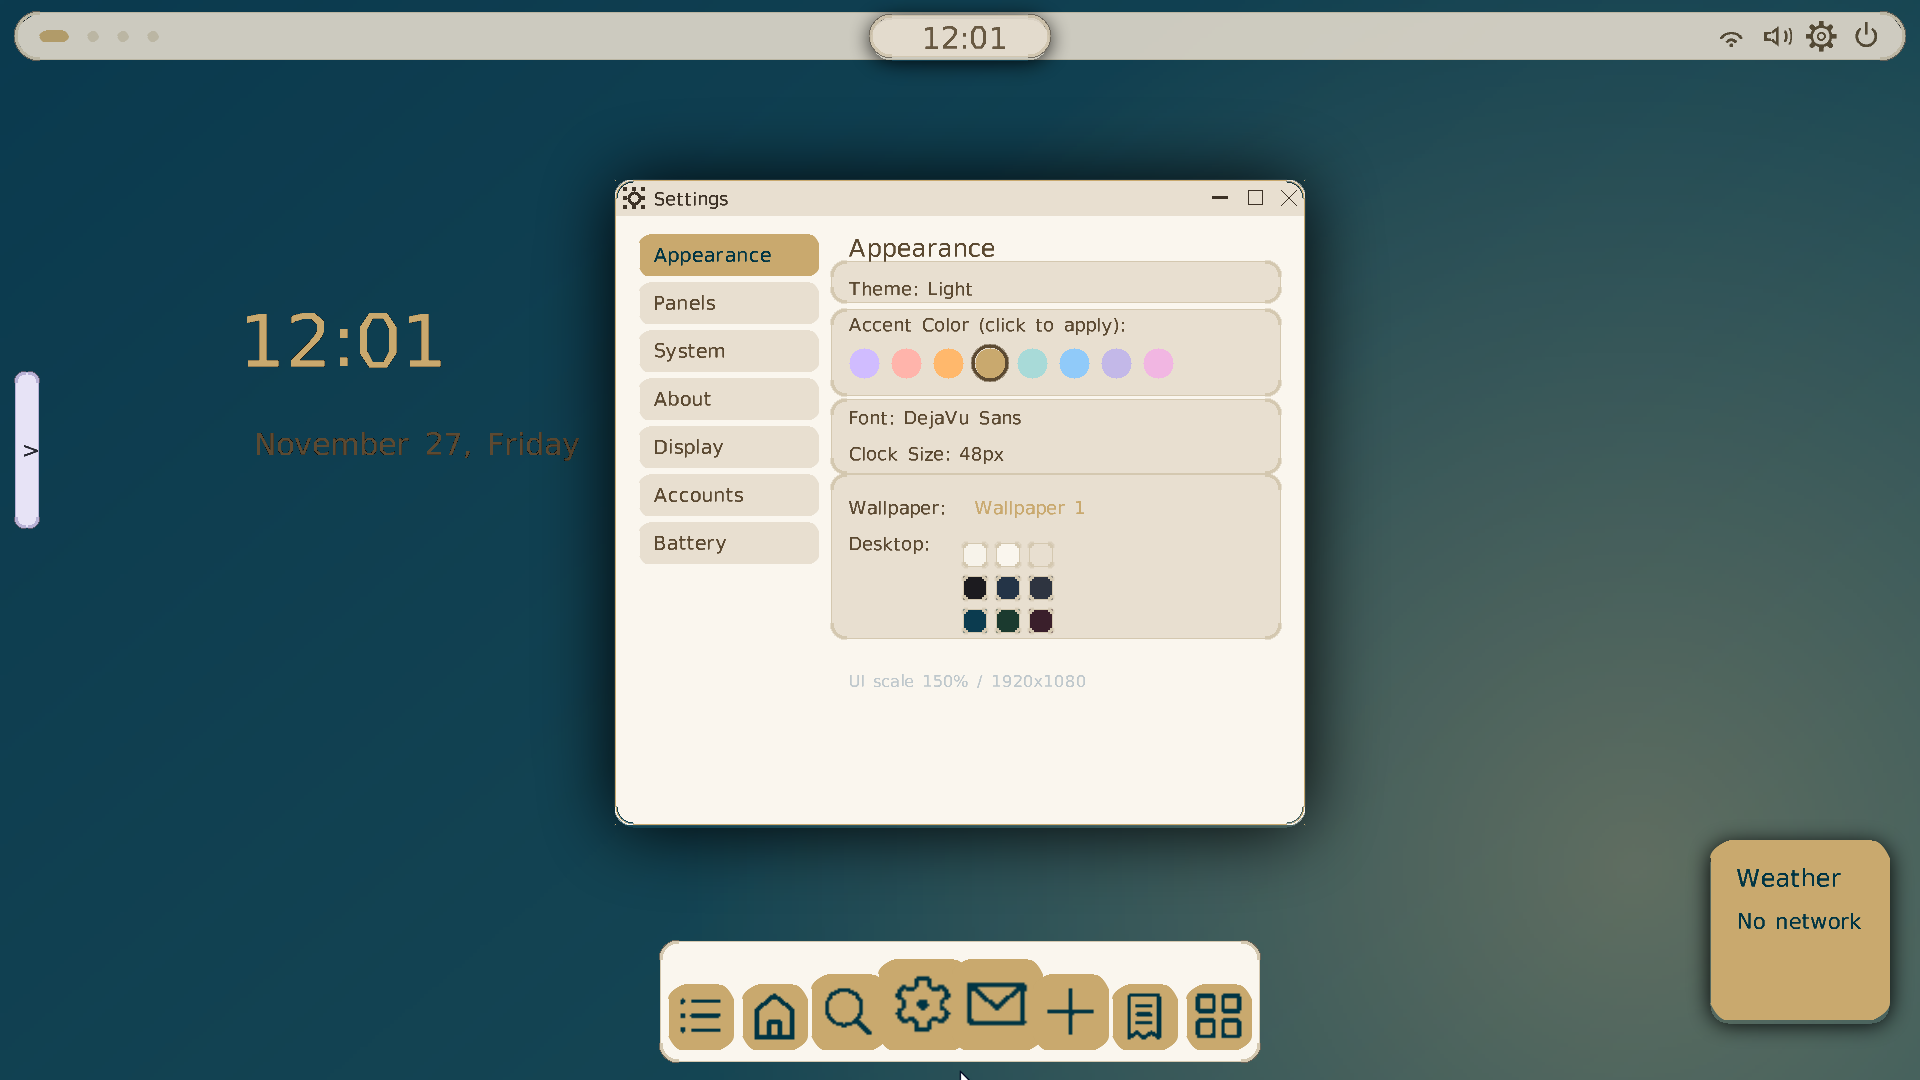 12:01
Settings
Appearance
Panels
System
About
Display
Accounts
Battery
Appearance
Theme: Light
Accent Color (click to apply):
Font: DejaVu Sans
Clock Size: 48px
Wallpaper: Wallpaper 1
Desktop:
UI scale 150% / 1920x1080
12:01
November 27, Friday
>
Weather
No network